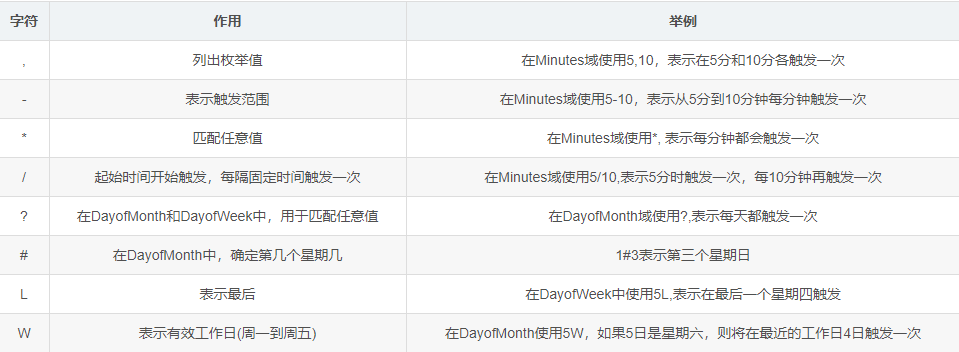 字符 作用 举例
, 列出枚举值 在Minutes域使用5,10，表示在5分和10分各触发一次
- 表示触发范围 在Minutes域使用5-10，表示从5分到10分钟每分钟触发一次
* 匹配任意值 在Minutes域使用*, 表示每分钟都会触发一次
/ 起始时间开始触发，每隔固定时间触发一次 在Minutes域使用5/10,表示5分时触发一次，每10分钟再触发一次
? 在DayofMonth和DayofWeek中，用于匹配任意值 在DayofMonth域使用?,表示每天都触发一次
# 在DayofMonth中，确定第几个星期几 1#3表示第三个星期日
L 表示最后 在DayofWeek中使用5L,表示在最后一个星期四触发
W 表示有效工作日(周一到周五) 在DayofMonth使用5W，如果5日是星期六，则将在最近的工作日4日触发一次